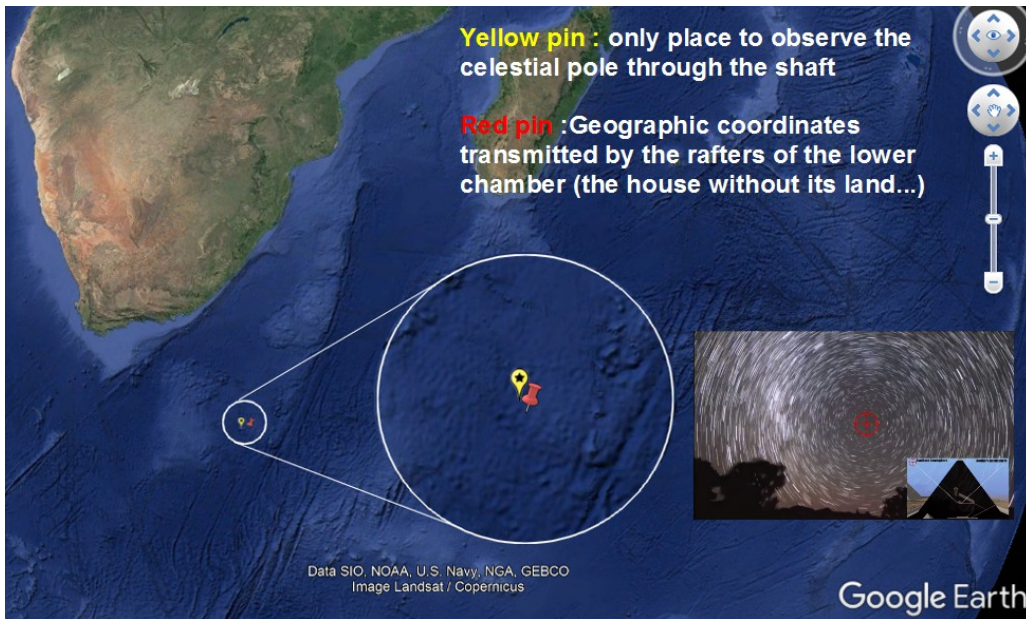 Yellow pin : only place to observe the
celestial pole through the shaft
Red pin :Geographic coordinates
transmitted by the rafters of the lower
chamber (the house without its land...)
Data SIO, NOAA, U.S. Navy, NGA, GEBCO
Image Landsat / Copernicus
Google Earth